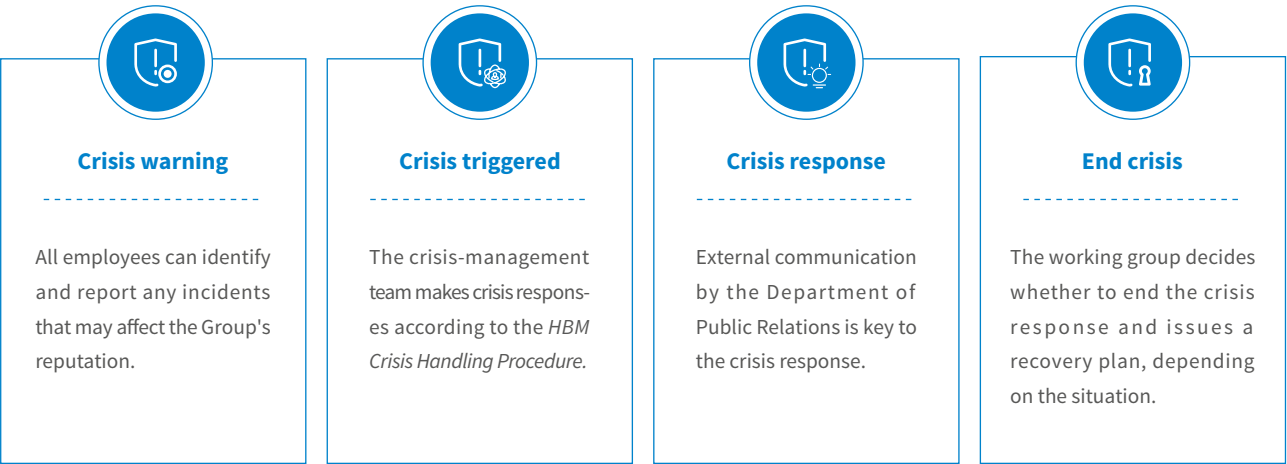 Crisis warning
All employees can identify
and report any incidents
that may affect the Group's
reputation.
Crisis triggered
The crisis-management
team makes crisis respons-
es according to the HBM
Crisis Handling Procedure.
Crisis response
External communication
by the Department of
Public Relations is key to
the crisis response.
End crisis
The working group decides
whether to end the crisis
response and issues a
recovery plan, depending
on the situation.